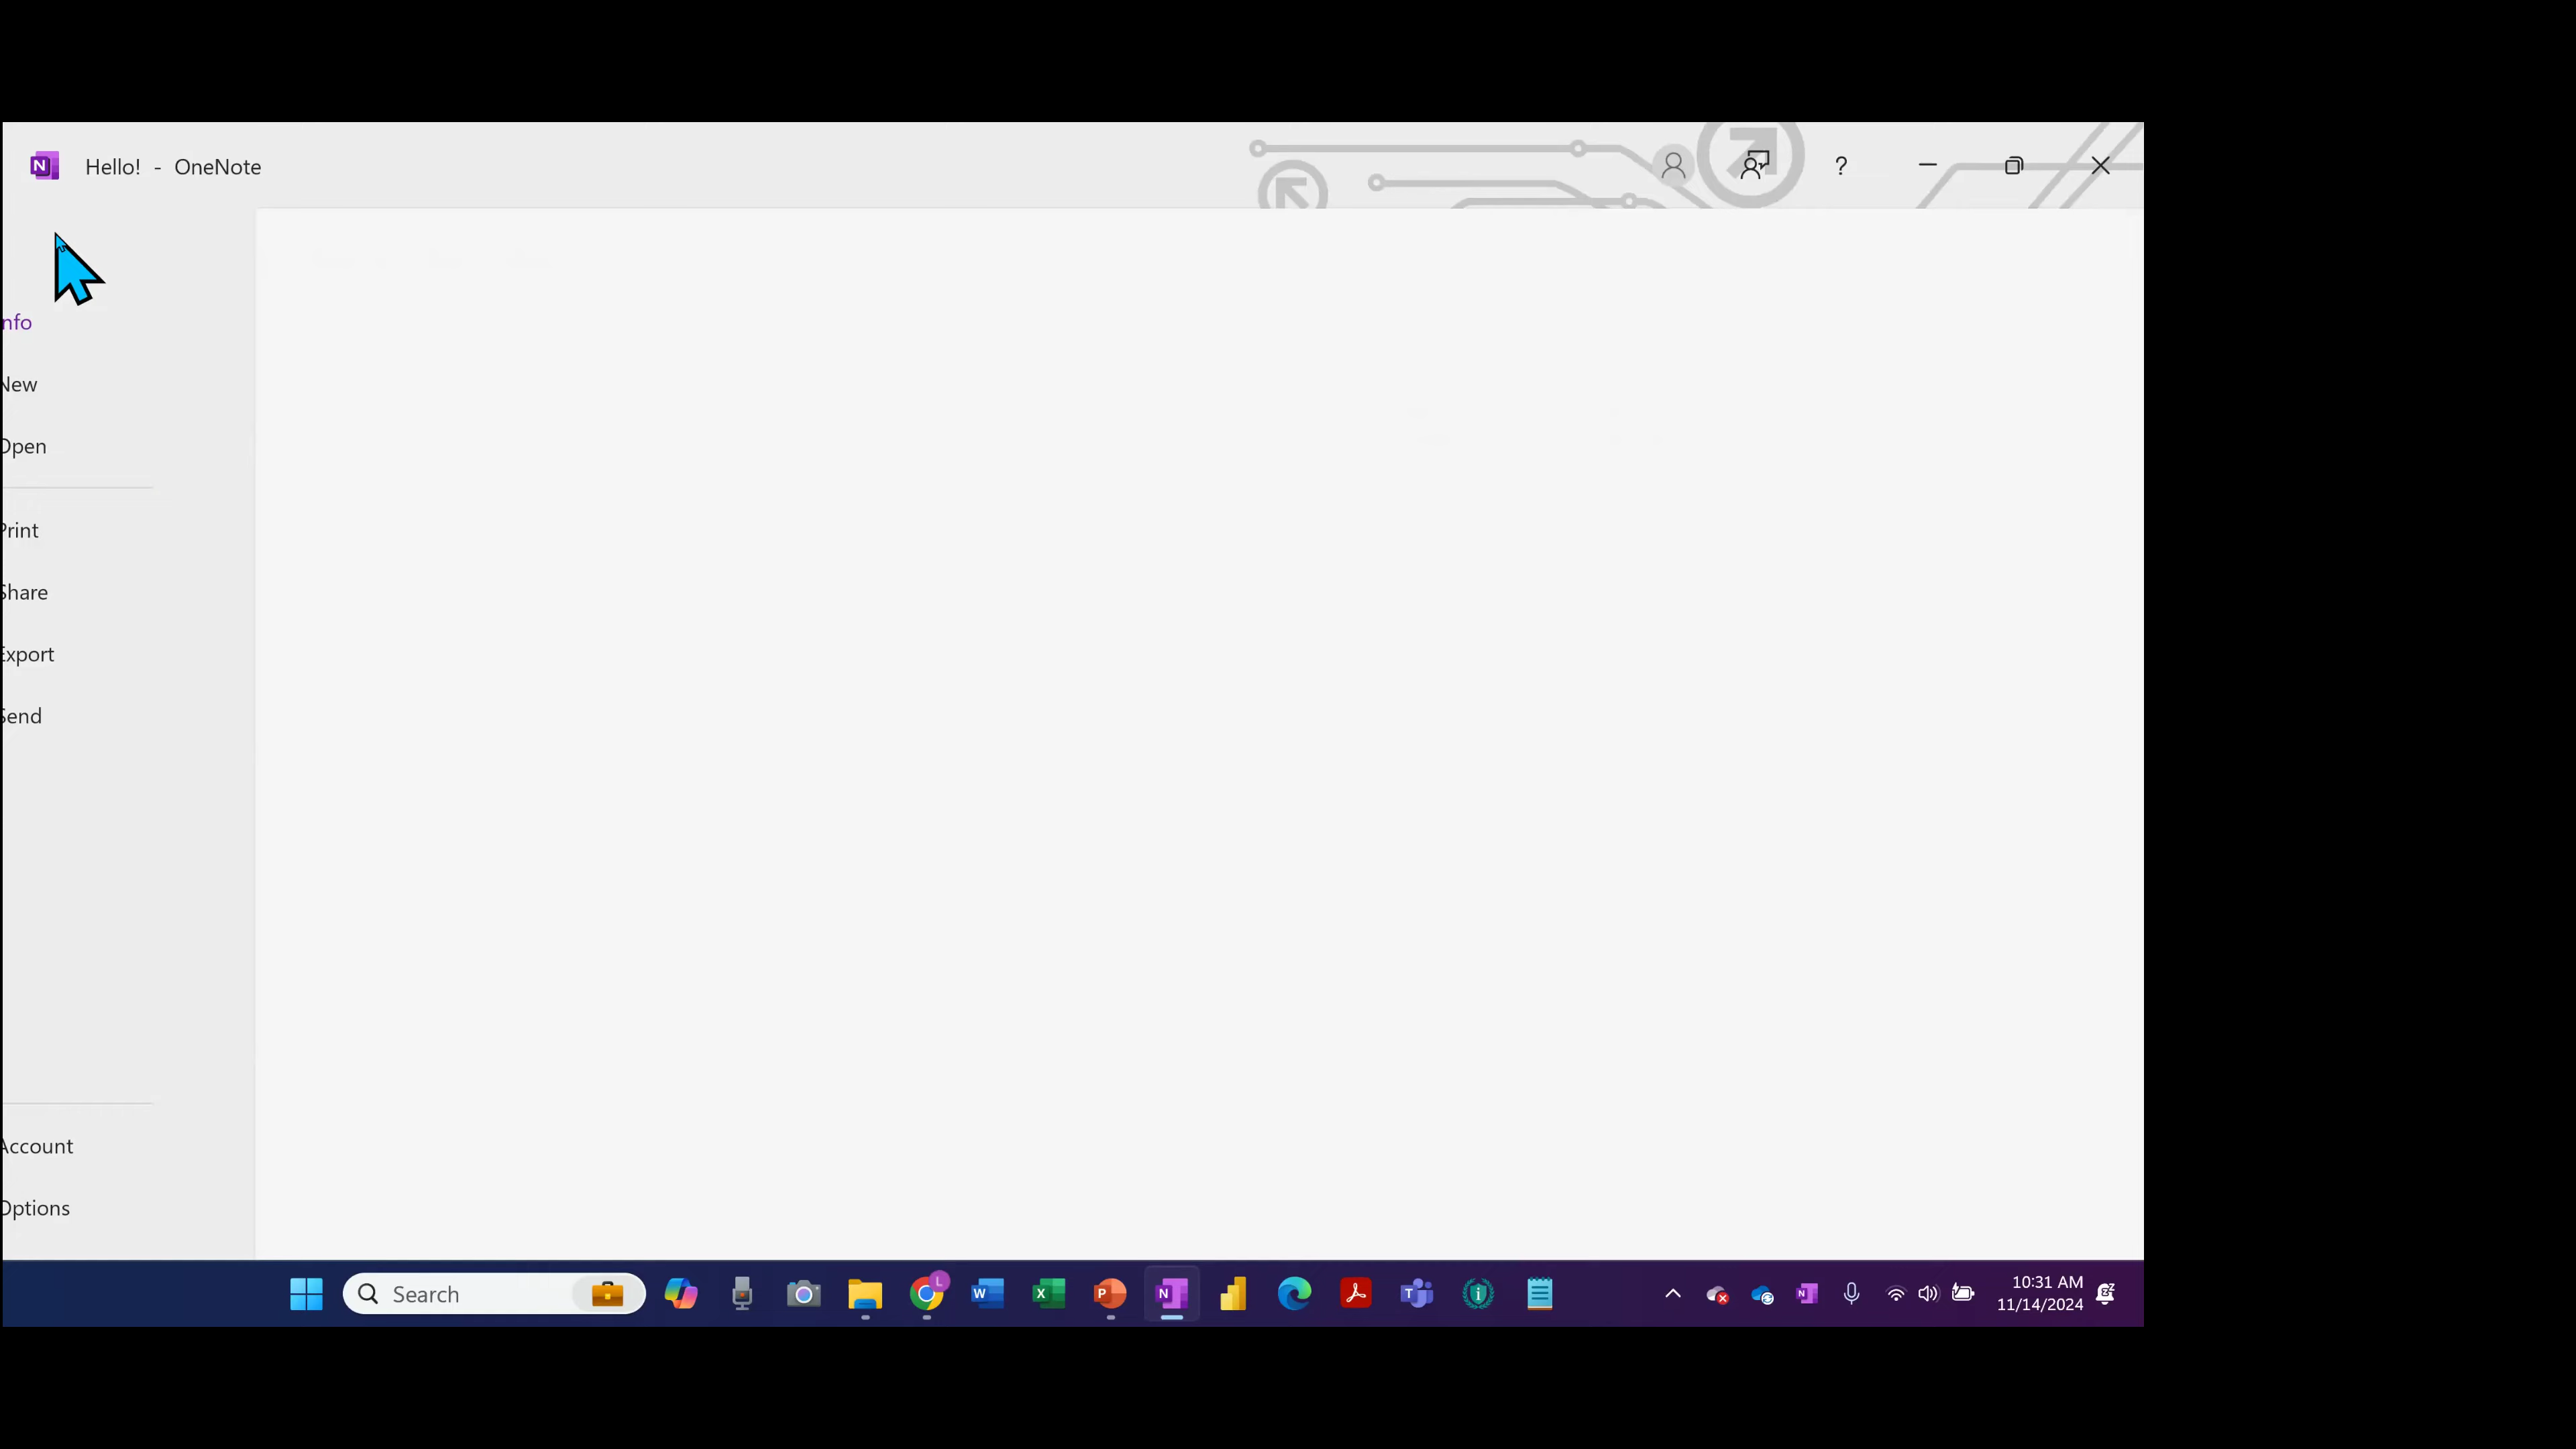 Hello! - OneNote
nfo
New
Open
Print
Share
Export
Send
Account
Options
Search
10:31 AM
11/14/2024